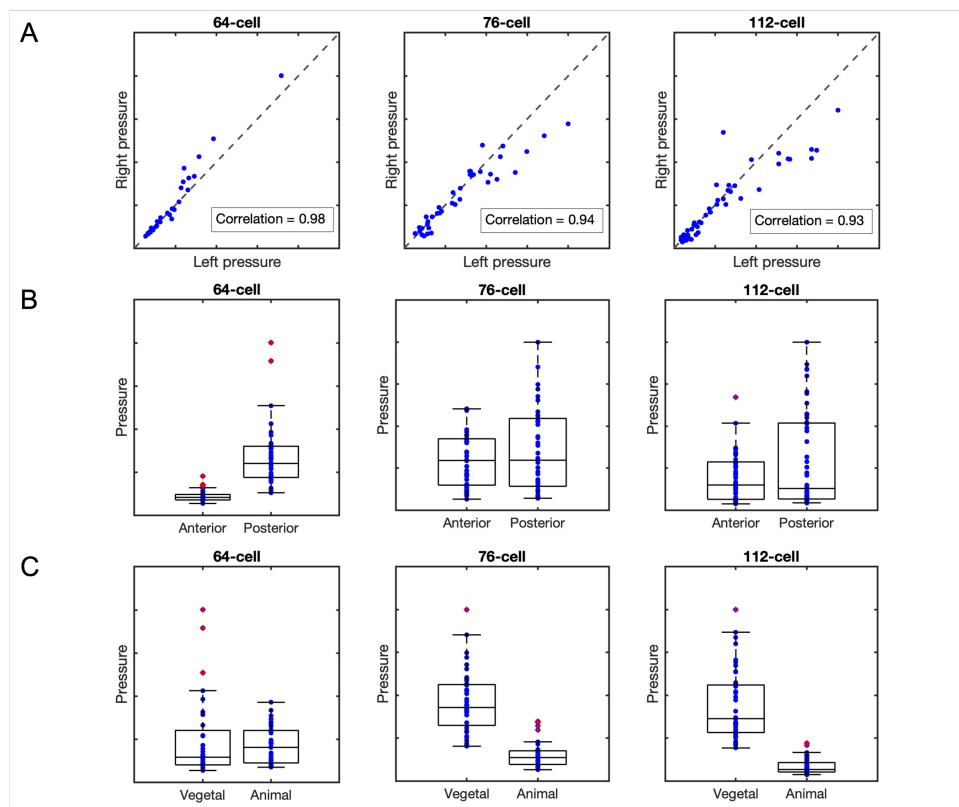 A
64-cell 76-cell 112-cell
Right pressure Right pressure Right pressure
Correlation = 0.98 Correlation = 0.94 Correlation = 0.93
Left pressure Left pressure Left pressure
B
64-cell 76-cell 112-cell
Pressure Pressure Pressure
Anterior Posterior Anterior Posterior Anterior Posterior
C
64-cell 76-cell 112-cell
Pressure Pressure Pressure
Vegetal Animal Vegetal Animal Vegetal Animal